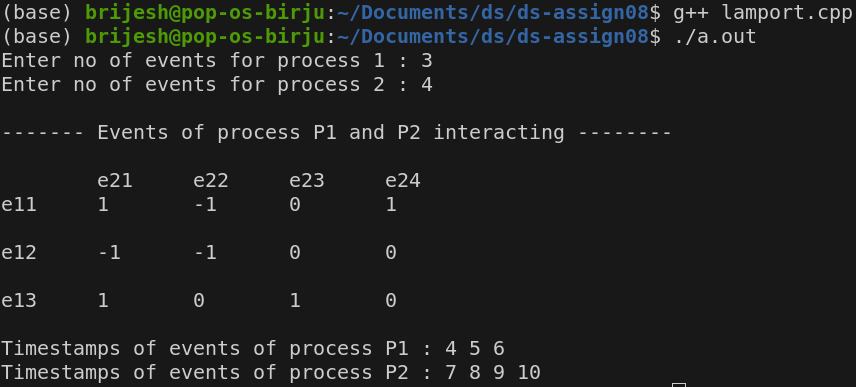 (base) brijesh@pop-os-birju:~/Documents/ds/ds-assign08$ g++ lamport.cpp
(base) brijesh@pop-os-birju:~/Documents/ds/ds-assign08$ ./a.out
Enter no of events for process 1 : 3
Enter no of events for process 2 : 4
------- Events of process P1 and P2 interacting --------
e21 e22 e23 e24
e11 1 -1 0 1
e12 -1 -1 0 0
e13 1 0 1 0
Timestamps of events of process P1 : 4 5 6
Timestamps of events of process P2 : 7 8 9 10